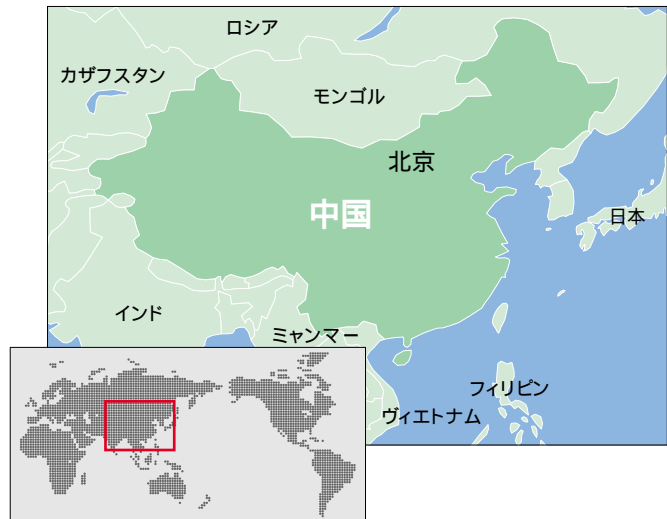 ロシア
カザフスタン
モンゴル
北京
中国
日本
インド
ミャンマー
フィリピン
ヴィエトナム